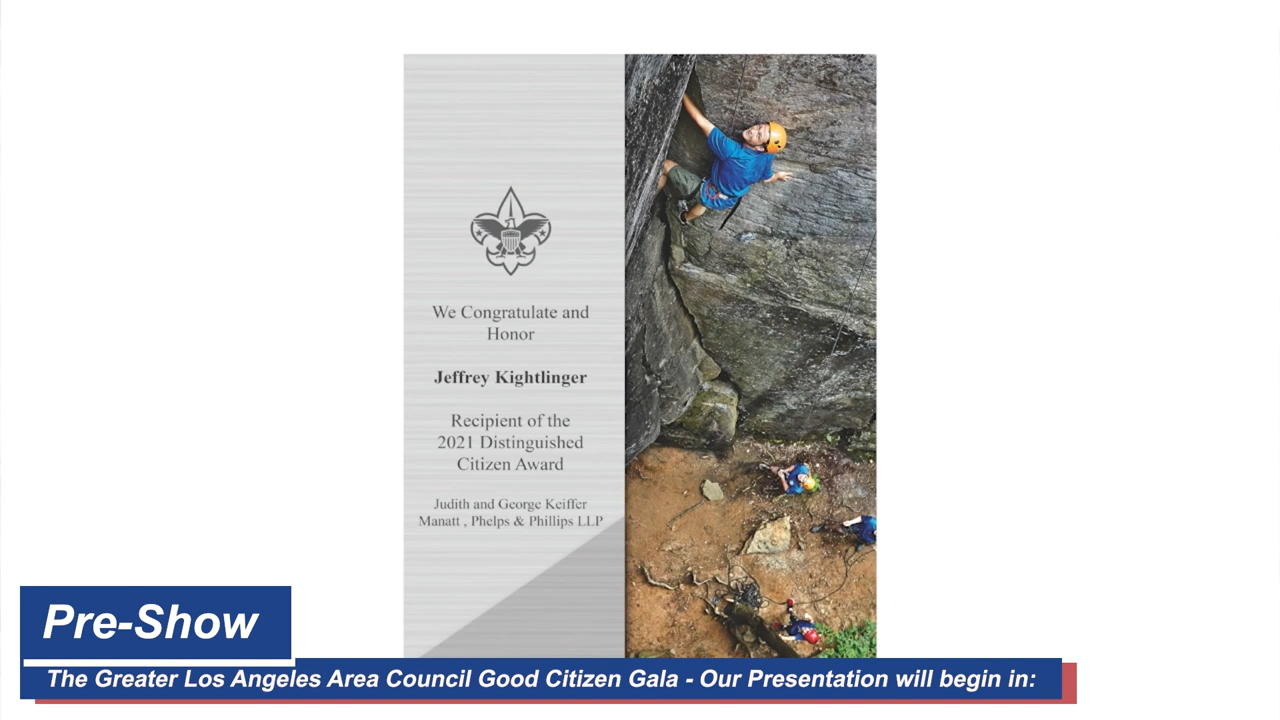 We Congratulate and
Honor
Jeffrey Kightlinger
Recipient of the
2021 Distinguished
Citizen Award
Judith and George Keiffer
Manatt , Phelps & Phillips LLP
Pre-Show
The Greater Los Angeles Area Council Good Citizen Gala - Our Presentation will begin in: